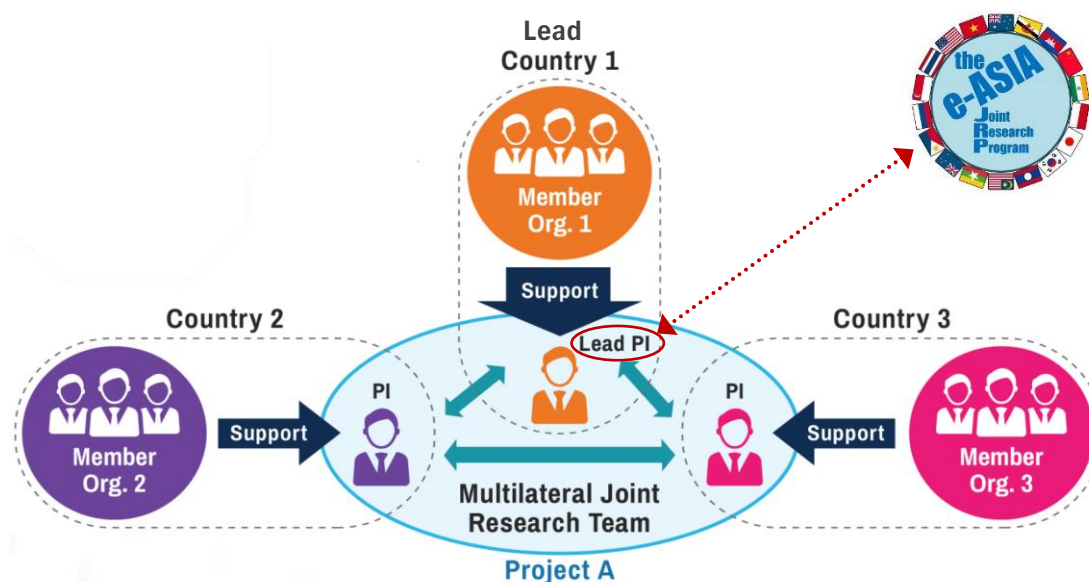 Lead
Country 1
the
e-ASIA
Joint
Research
Program
Member
Org. 1
Support
Country 2
Country 3
Lead PI
PI
PI
Member
Org. 2
Support
Support
Member
Org. 3
Multilateral Joint
Research Team
Project A